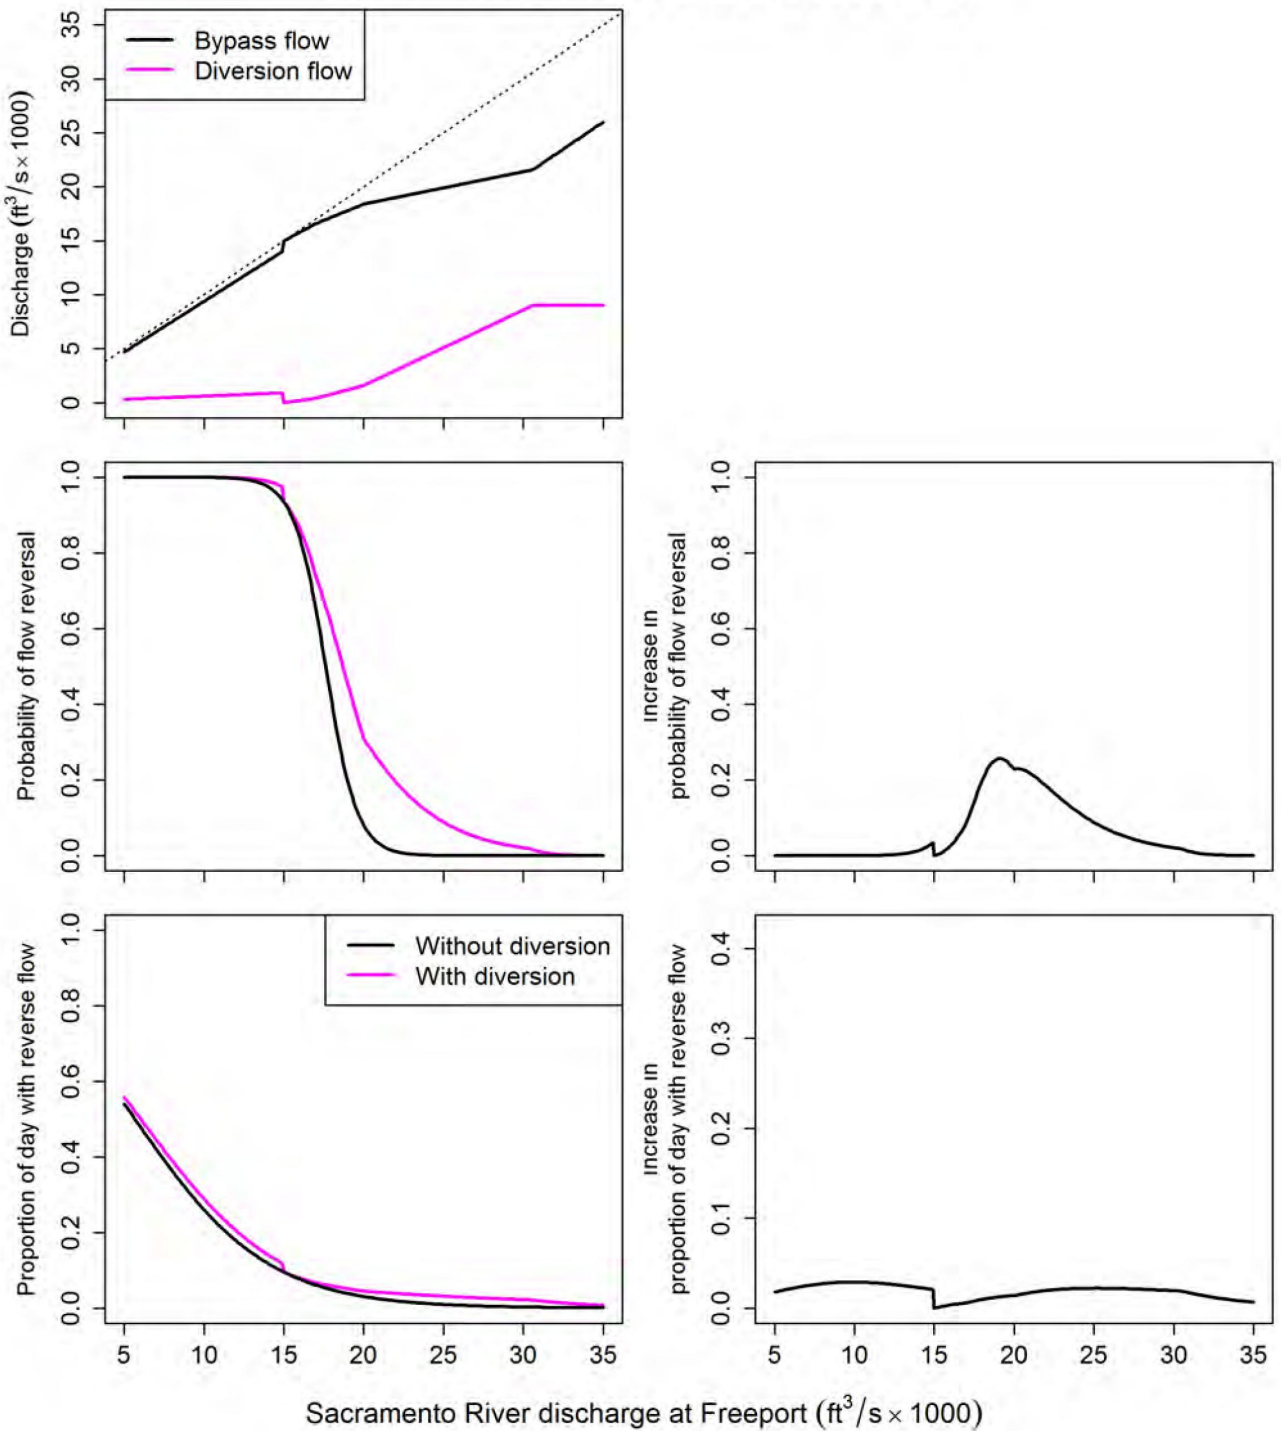 Bypass flow
Diversion flow
Discharge (ft³/s × 1000)
35
30
25
20
15
10
5
0
Probability of flow reversal
1.0
0.8
0.6
0.4
0.2
0.0
increase in
probability of flow reversal
1.0
0.8
0.6
0.4
0.2
0.0
Without diversion
With diversion
Proportion of day with reverse flow
1.0
0.8
0.6
0.4
0.2
0.0
5 10 15 20 25 30 35
increase in
proportion of day with reverse flow
0.4
0.3
0.2
0.1
0.0
5 10 15 20 25 30 35
Sacramento River discharge at Freeport (ft³/s × 1000)